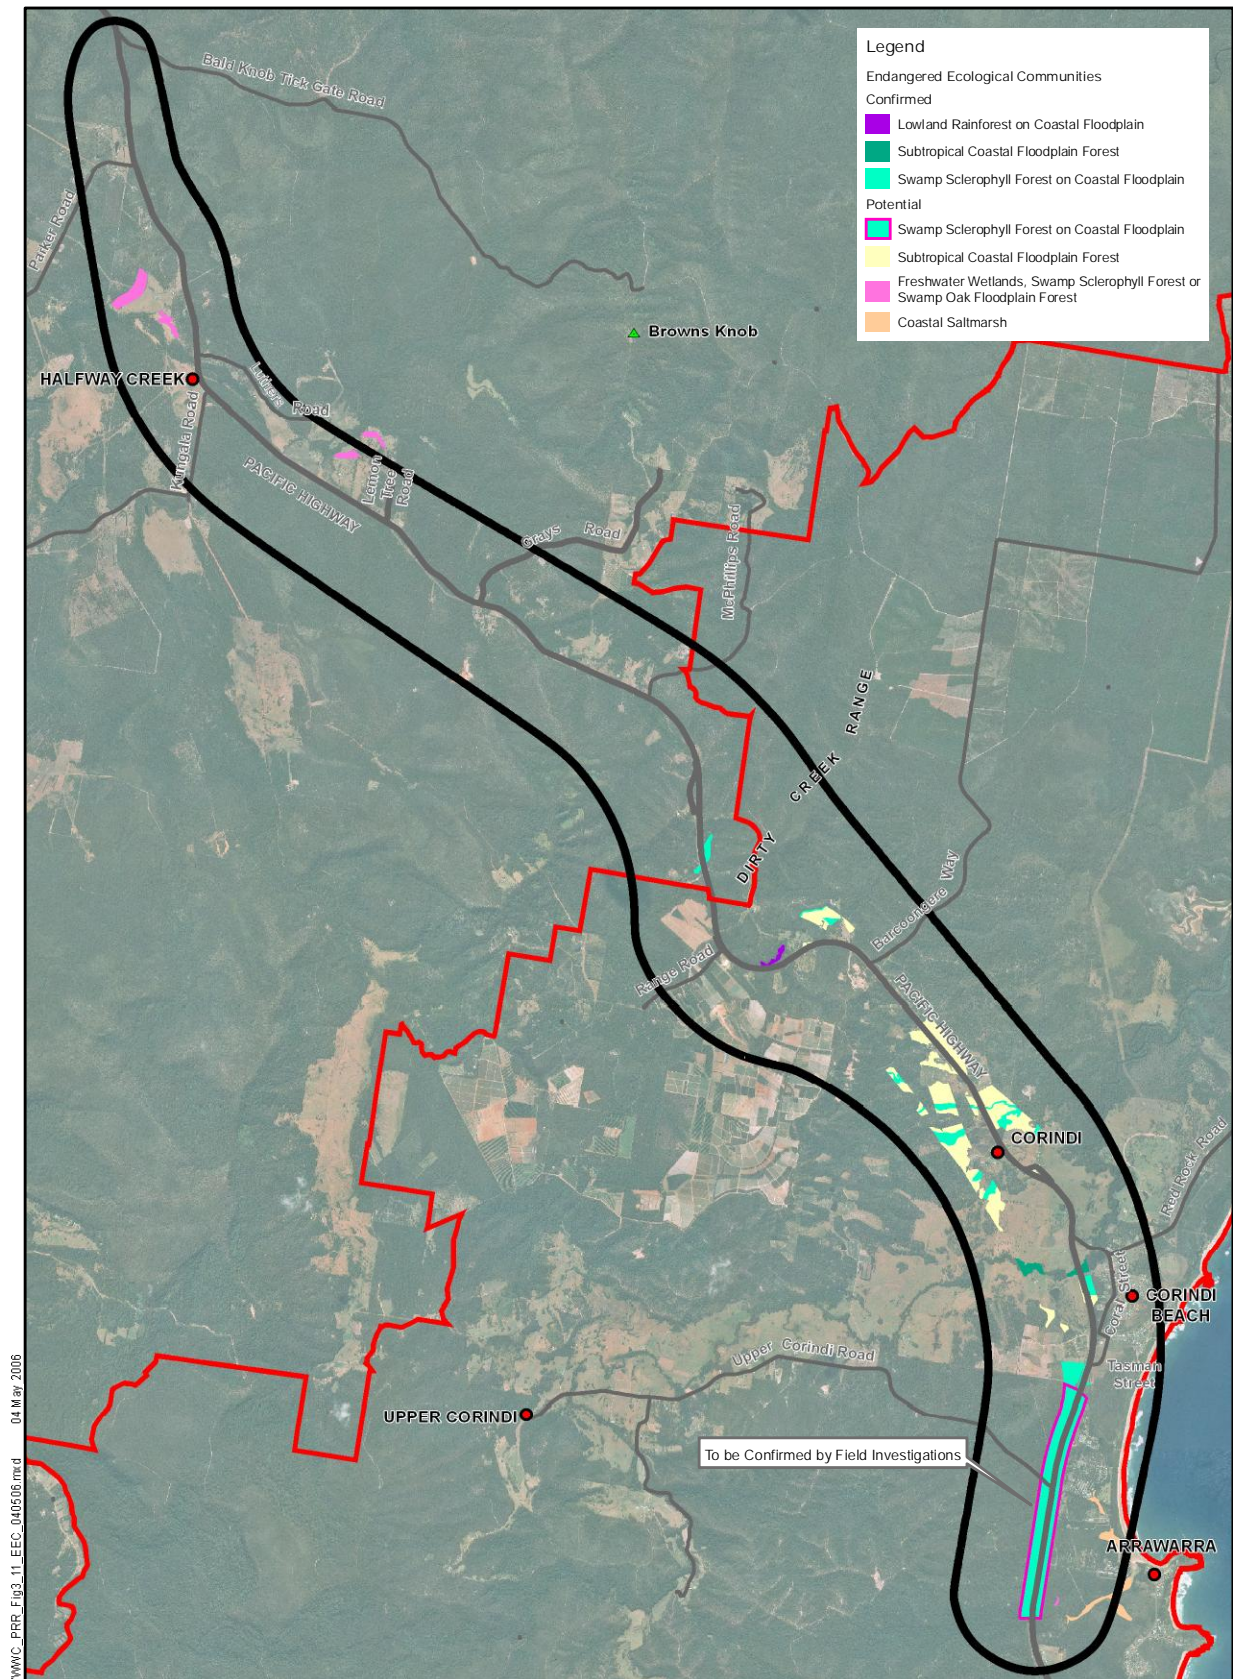 Legend
Endangered Ecological Communities
Confirmed
Lowland Rainforest on Coastal Floodplain
Subtropical Coastal Floodplain Forest
Swamp Sclerophyll Forest on Coastal Floodplain
Potential
Swamp Sclerophyll Forest on Coastal Floodplain
Subtropical Coastal Floodplain Forest
Freshwater Wetlands, Swamp Sclerophyll Forest or
Swamp Oak Floodplain Forest
Coastal Saltmarsh
Bald Knob Tick Gate Road
Parker Road
Browns Knob
HALFWAY CREEK
Luthers
Road
Kungala Road
PACIFIC HIGHWAY
Lemon
Tree
Road
Grays Road
McPhillips Road
DIRTY CREEK RANGE
Barcoongere Way
Range Road
PACIFIC HIGHWAY
CORINDI
Red Rock Road
Coral Street
CORINDI
BEACH
Tasman
Street
Upper Corindi Road
UPPER CORINDI
To be Confirmed by Field Investigations
ARRAWARRA
WWC_PRR_Fig3_11_EEC_040506.mxd 04 May 2006